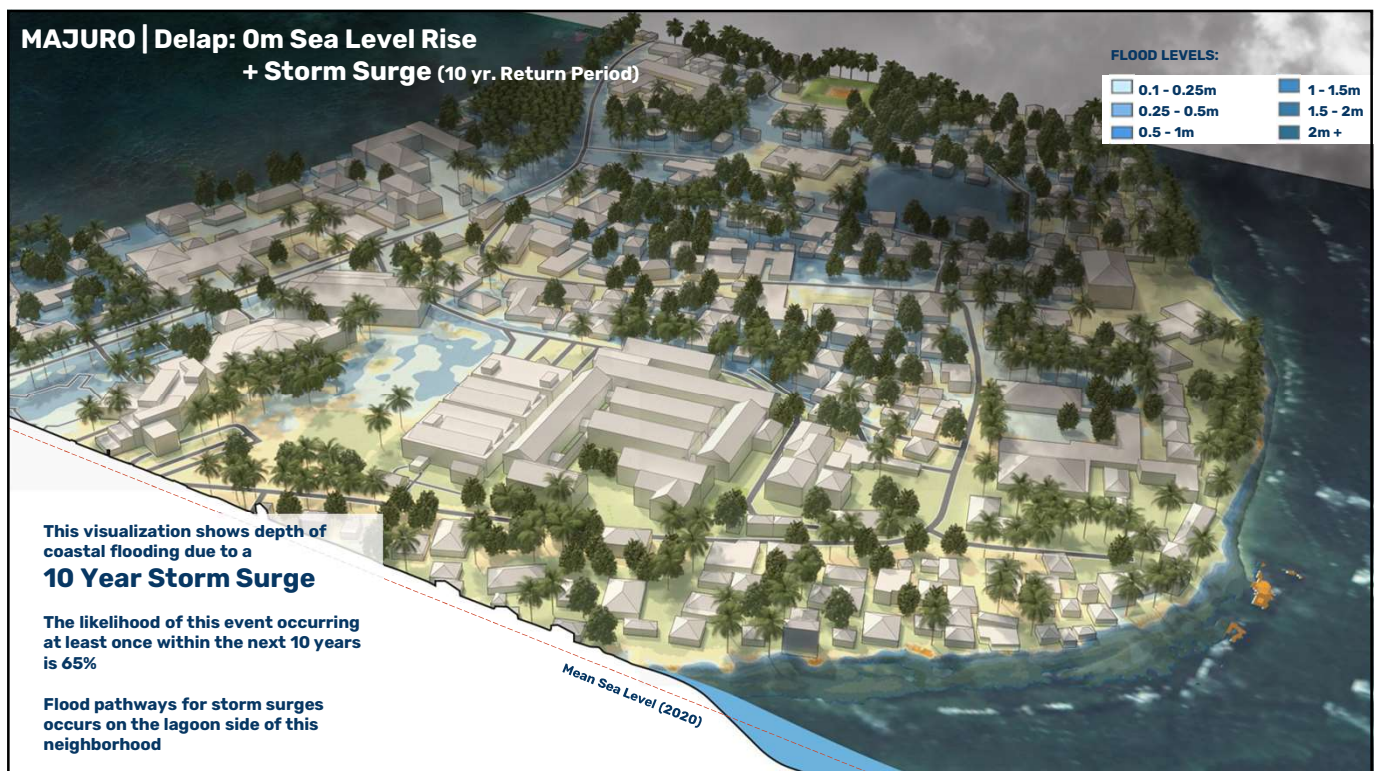 MAJURO | Delap: 0m Sea Level Rise
+ Storm Surge (10 yr. Return Period)
FLOOD LEVELS:
0.1 - 0.25m
0.25 - 0.5m
0.5 - 1m
1 - 1.5m
1.5 - 2m
2m +
This visualization shows depth of
coastal flooding due to a
10 Year Storm Surge
The likelihood of this event occurring
at least once within the next 10 years
is 65%
Flood pathways for storm surges
occurs on the lagoon side of this
neighborhood
Mean Sea Level (2020)